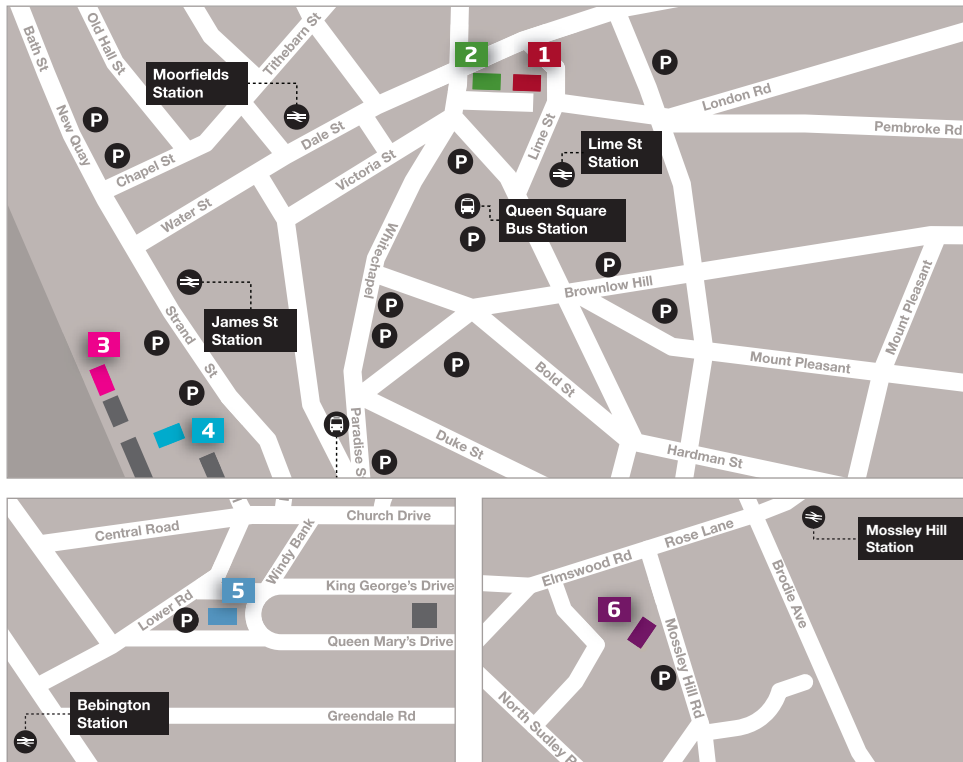 Bath St
Old Hall St
Tithebarn St
2
1
Moorfields
Station
P
London Rd
Pembroke Rd
New Quay
P
P
Chapel St
Dale St
Lime St
Lime St
Station
Victoria St
P
Water St
Queen Square
Bus Station
P
Whitechapel
P
Brownlow Hill
Mount Pleasant
P
P
P
Strand St
James St
Station
3
P
P
P
Bold St
Mount Pleasant
4
Paradise S
Duke St
P
Hardman St
Central Road
Church Drive
Windy Bank
5
King George's Drive
Lower Rd
P
Queen Mary's Drive
Bebington
Station
Greendale Rd
Rose Lane
Mossley Hill
Station
Elmswood Rd
Brodie Ave
6
Mossley Hill Rd
P
North Sudley R